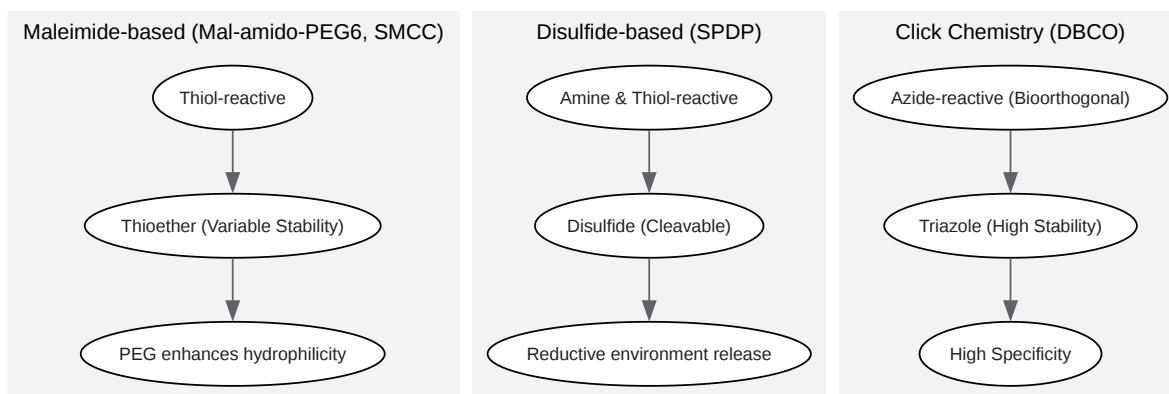 Maleimide-based (Mal-amido-PEG6, SMCC)
Thiol-reactive
Thioether (Variable Stability)
PEG enhances hydrophilicity
Disulfide-based (SPDP)
Amine & Thiol-reactive
Disulfide (Cleavable)
Reductive environment release
Click Chemistry (DBCO)
Azide-reactive (Bioorthogonal)
Triazole (High Stability)
High Specificity